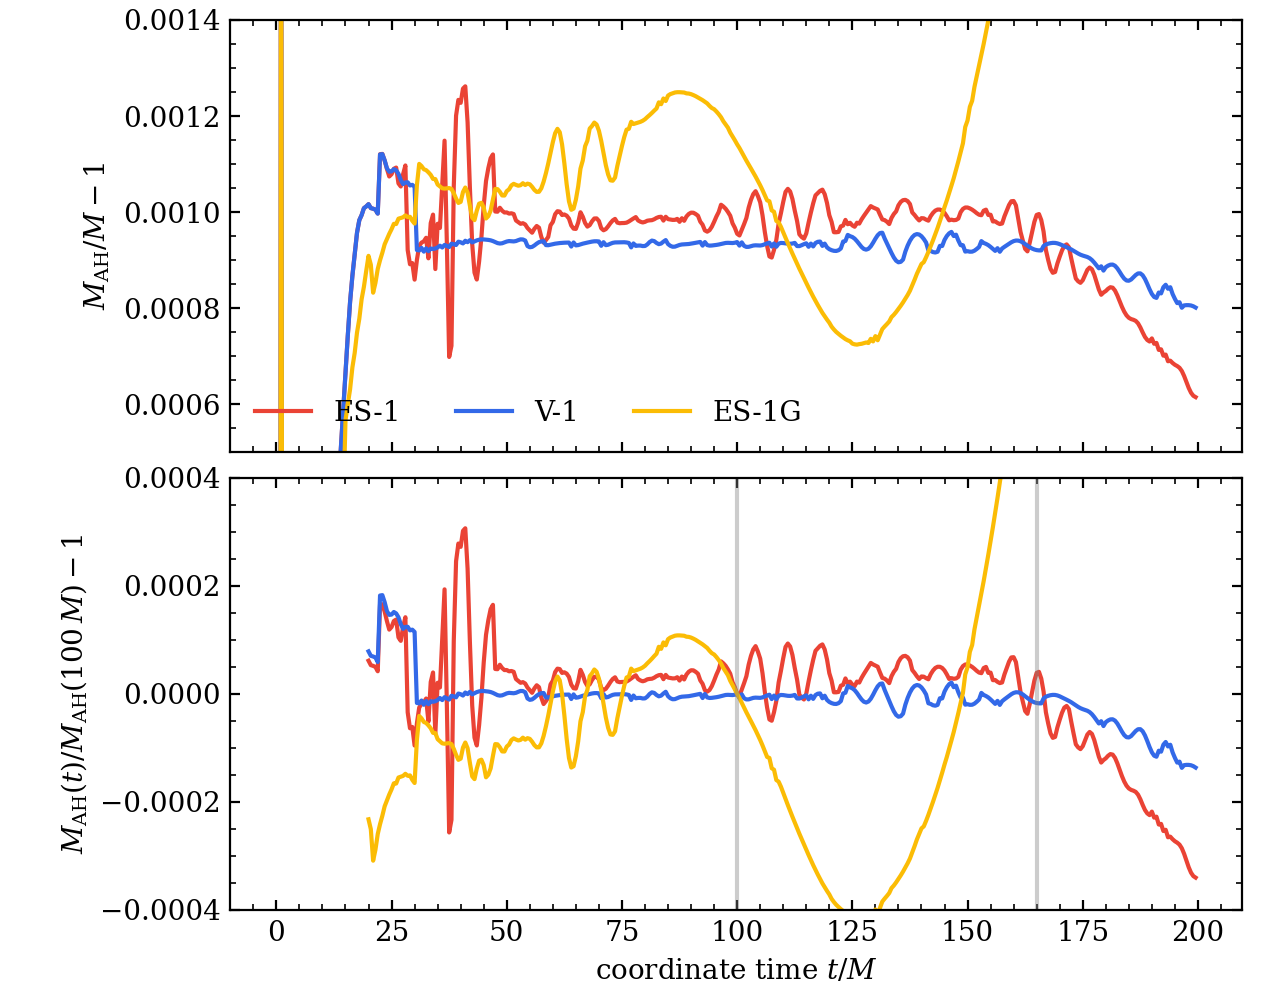 0.0014
0.0012
0.0010
0.0008
0.0006
M_AH/M − 1
ES-1 V-1 ES-1G
0.0004
0.0002
0.0000
−0.0002
−0.0004
M_AH(t)/M_AH(100 M) − 1
0 25 50 75 100 125 150 175 200
coordinate time t/M